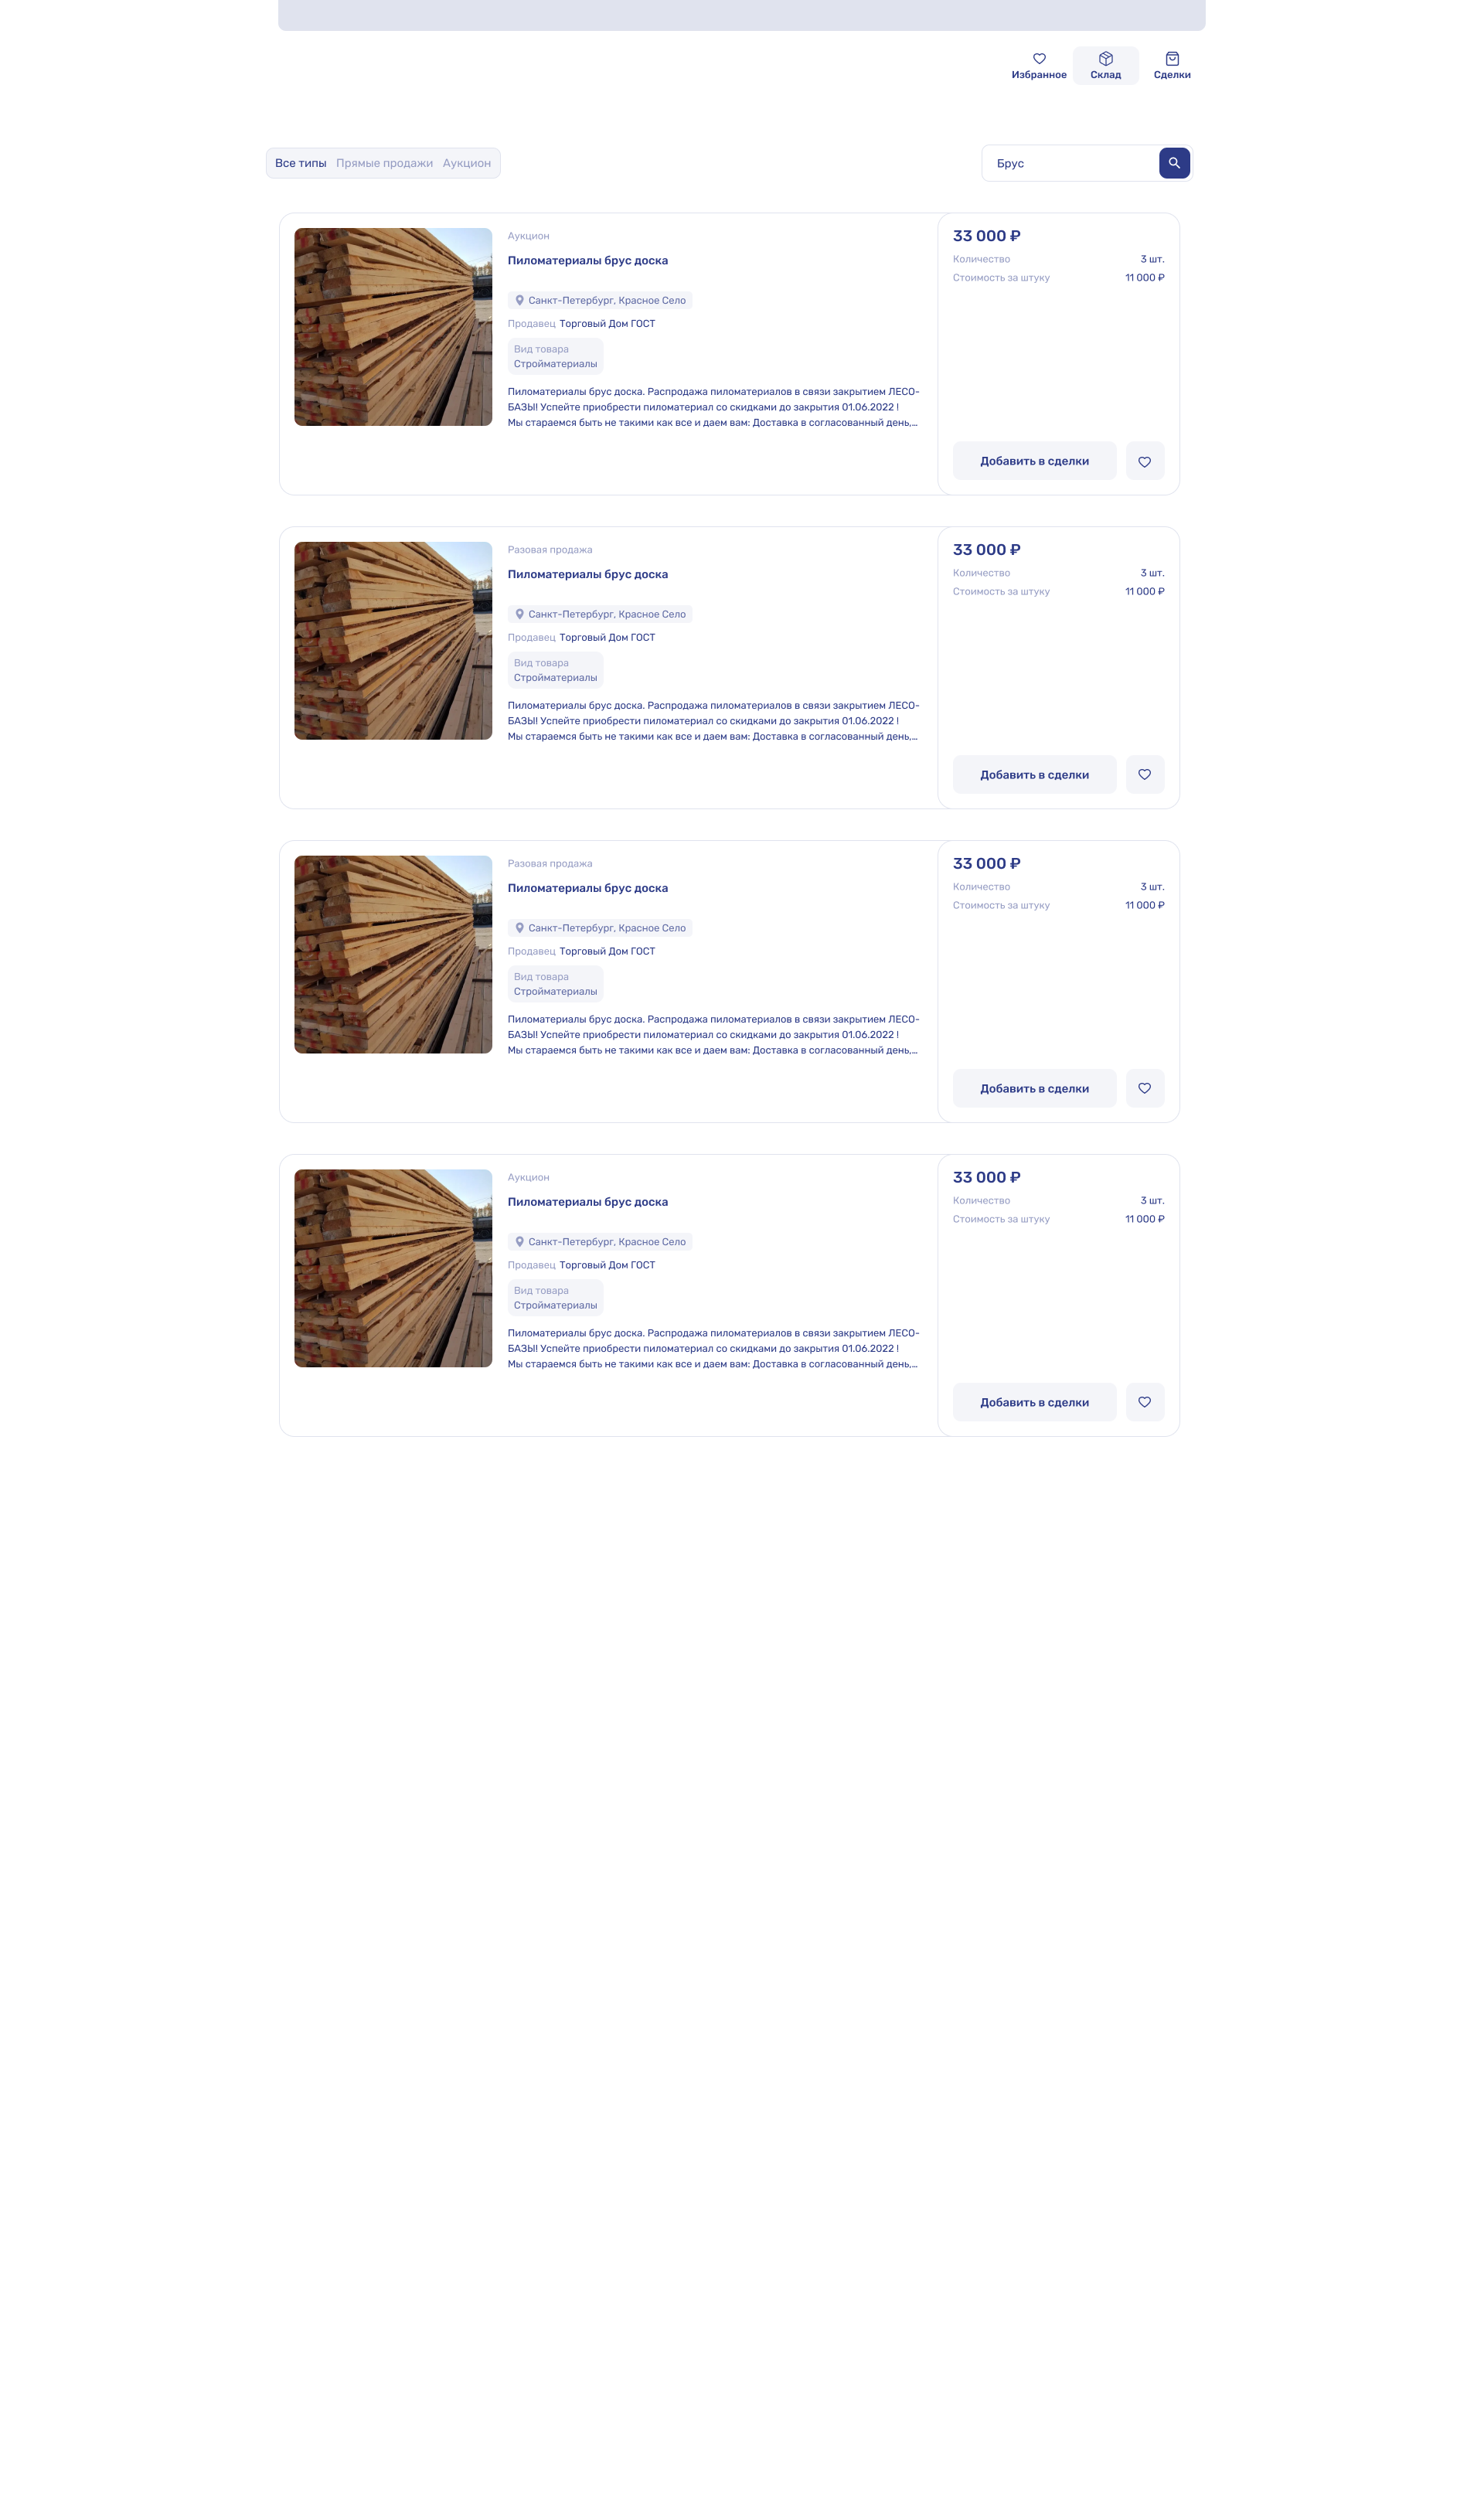 Избранное
Склад
Сделки
Все типы Прямые продажи Аукцион
Брус
Аукцион
Пиломатериалы брус доска
Санкт-Петербург, Красное Село
Продавец Торговый Дом ГОСТ
Вид товара
Стройматериалы
Пиломатериалы брус доска. Распродажа пиломатериалов в связи закрытием ЛЕСО-
БАЗЫ! Успейте приобрести пиломатериал со скидками до закрытия 01.06.2022 !
Мы стараемся быть не такими как все и даем вам: Доставка в согласованный день,…
33 000 ₽
Количество 3 шт.
Стоимость за штуку 11 000 ₽
Добавить в сделки
Разовая продажа
Пиломатериалы брус доска
Санкт-Петербург, Красное Село
Продавец Торговый Дом ГОСТ
Вид товара
Стройматериалы
Пиломатериалы брус доска. Распродажа пиломатериалов в связи закрытием ЛЕСО-
БАЗЫ! Успейте приобрести пиломатериал со скидками до закрытия 01.06.2022 !
Мы стараемся быть не такими как все и даем вам: Доставка в согласованный день,…
33 000 ₽
Количество 3 шт.
Стоимость за штуку 11 000 ₽
Добавить в сделки
Разовая продажа
Пиломатериалы брус доска
Санкт-Петербург, Красное Село
Продавец Торговый Дом ГОСТ
Вид товара
Стройматериалы
Пиломатериалы брус доска. Распродажа пиломатериалов в связи закрытием ЛЕСО-
БАЗЫ! Успейте приобрести пиломатериал со скидками до закрытия 01.06.2022 !
Мы стараемся быть не такими как все и даем вам: Доставка в согласованный день,…
33 000 ₽
Количество 3 шт.
Стоимость за штуку 11 000 ₽
Добавить в сделки
Аукцион
Пиломатериалы брус доска
Санкт-Петербург, Красное Село
Продавец Торговый Дом ГОСТ
Вид товара
Стройматериалы
Пиломатериалы брус доска. Распродажа пиломатериалов в связи закрытием ЛЕСО-
БАЗЫ! Успейте приобрести пиломатериал со скидками до закрытия 01.06.2022 !
Мы стараемся быть не такими как все и даем вам: Доставка в согласованный день,…
33 000 ₽
Количество 3 шт.
Стоимость за штуку 11 000 ₽
Добавить в сделки